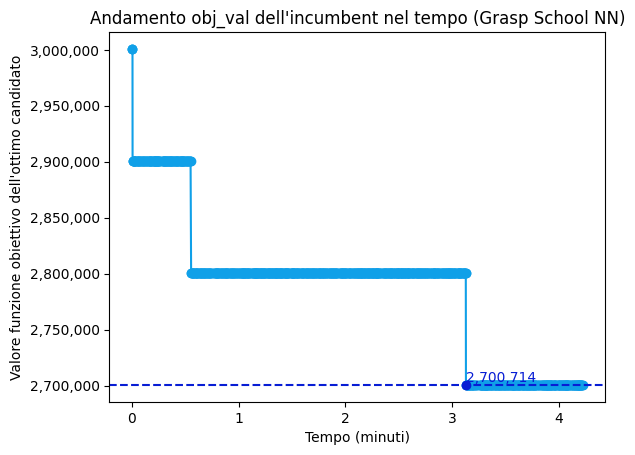 Andamento obj_val dell'incumbent nel tempo (Grasp School NN)
Valore funzione obiettivo dell'ottimo candidato
3,000,000
2,950,000
2,900,000
2,850,000
2,800,000
2,750,000
2,700,000
2,700,714
0 1 2 3 4
Tempo (minuti)